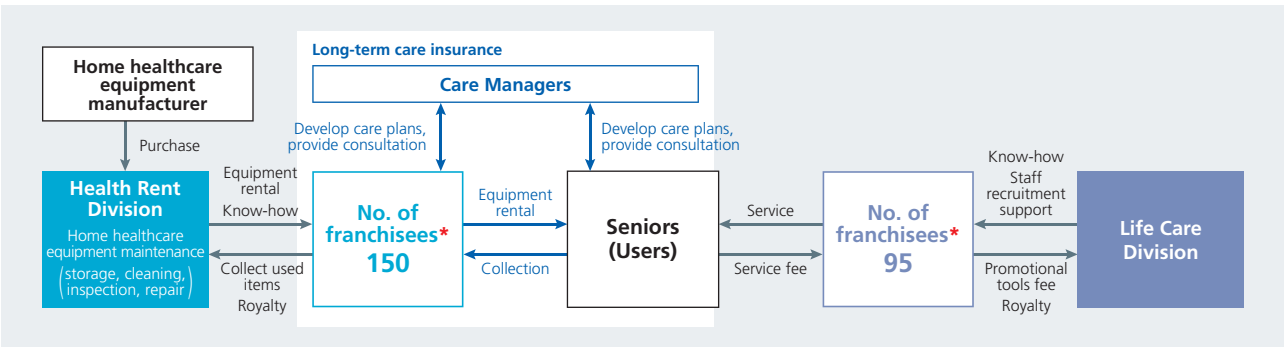 Long-term care insurance
Home healthcare
equipment
manufacturer
Care Managers
Purchase
Develop care plans,
provide consultation
Develop care plans,
provide consultation
Health Rent
Division
Home healthcare
equipment maintenance
(storage, cleaning,
inspection, repair)
Equipment
rental
Know-how
Collect used
items
Royalty
No. of
franchisees*
150
Equipment
rental
Collection
Seniors
(Users)
Service
Service fee
No. of
franchisees*
95
Know-how
Staff
recruitment
support
Promotional
tools fee
Royalty
Life Care
Division